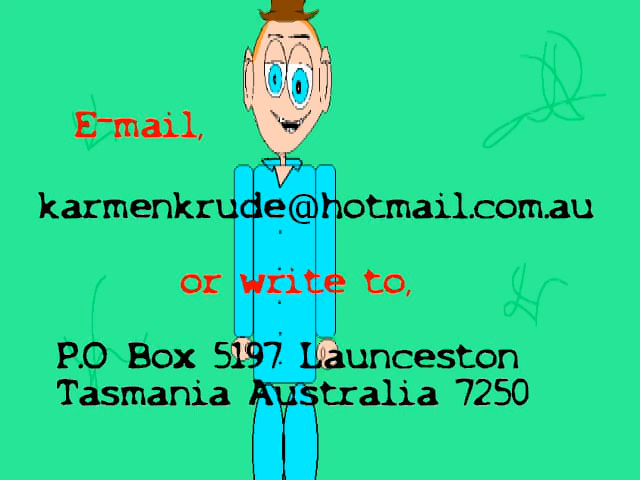 E-mail,
karmenkrude@hotmail.com.au
or write to,
P.O Box 5197 Launceston
Tasmania Australia 7250